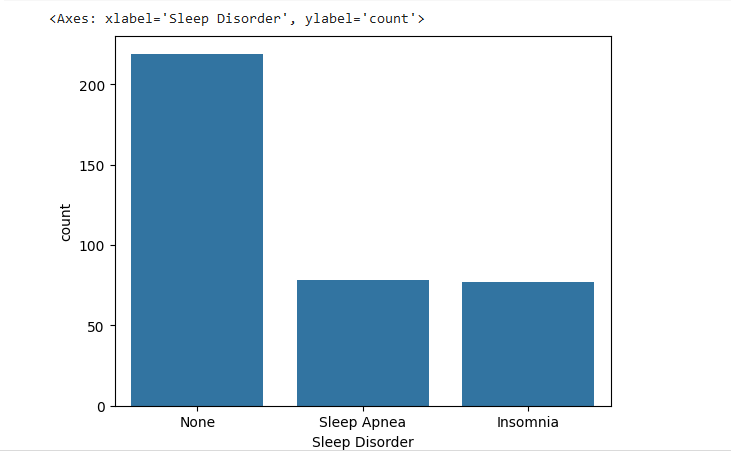 <Axes: xlabel='Sleep Disorder', ylabel='count'>
200
150
count
100
50
0
None Sleep Apnea Insomnia
Sleep Disorder